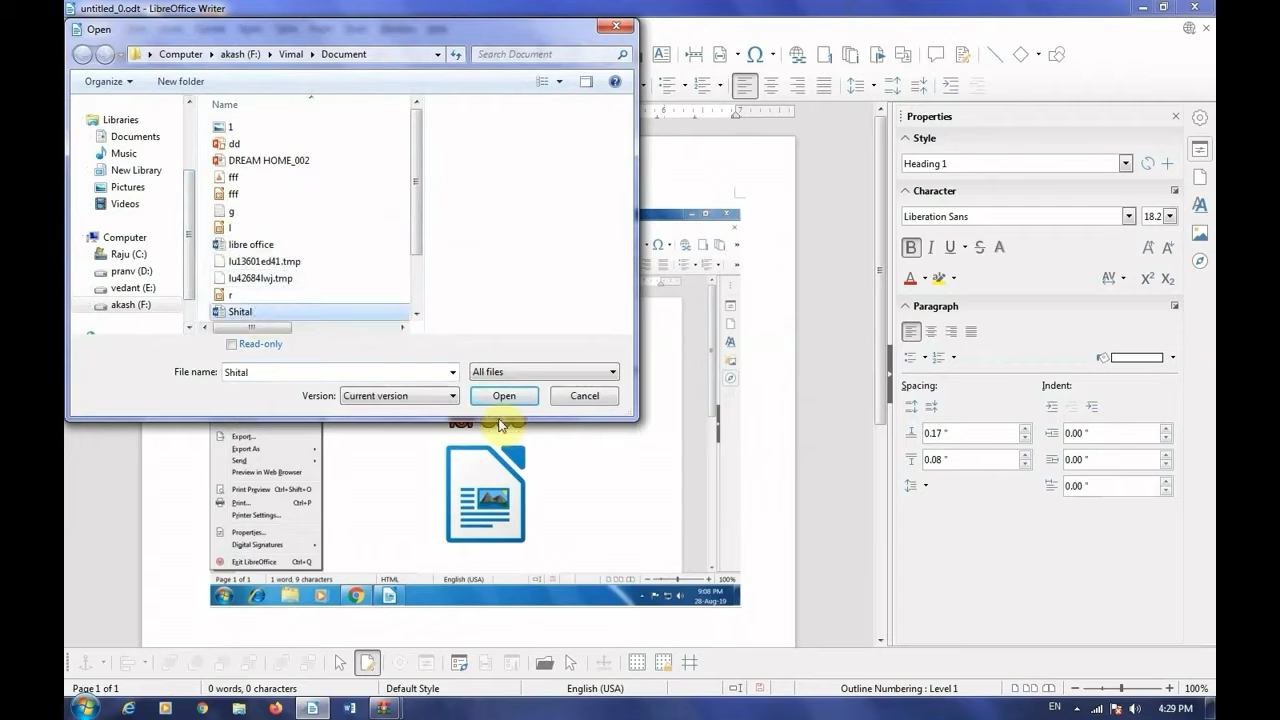 untitled_0.odt - LibreOffice Writer
Open
Computer
akash (F:)
Vimal
Document
Search Document
Organize
New folder
Name
Libraries
Documents
Music
New Library
Pictures
Videos
Computer
Raju (C:)
pranv (D:)
vedant (E:)
akash (F:)
1
dd
DREAM HOME_002
fff
fff
g
l
libre office
lu13601ed41.tmp
lu42684lwj.tmp
r
Shital
Read-only
File name:
Shital
All files
Version:
Current version
Open
Cancel
6
7
Export...
Export As
Send
Preview in Web Browser
Print Preview Ctrl+Shift+O
Print... Ctrl+P
Printer Settings...
Properties...
Digital Signatures
Exit LibreOffice Ctrl+Q
Page 1 of 1
1 word, 9 characters
HTML
English (USA)
100%
9:08 PM
28-Aug-19
Properties
Style
Heading 1
Character
Liberation Sans
18.2
Paragraph
Spacing:
Indent:
0.17 "
0.00 "
0.08 "
0.00 "
0.00 "
Page 1 of 1
0 words, 0 characters
Default Style
English (USA)
Outline Numbering : Level 1
100%
EN
4:29 PM